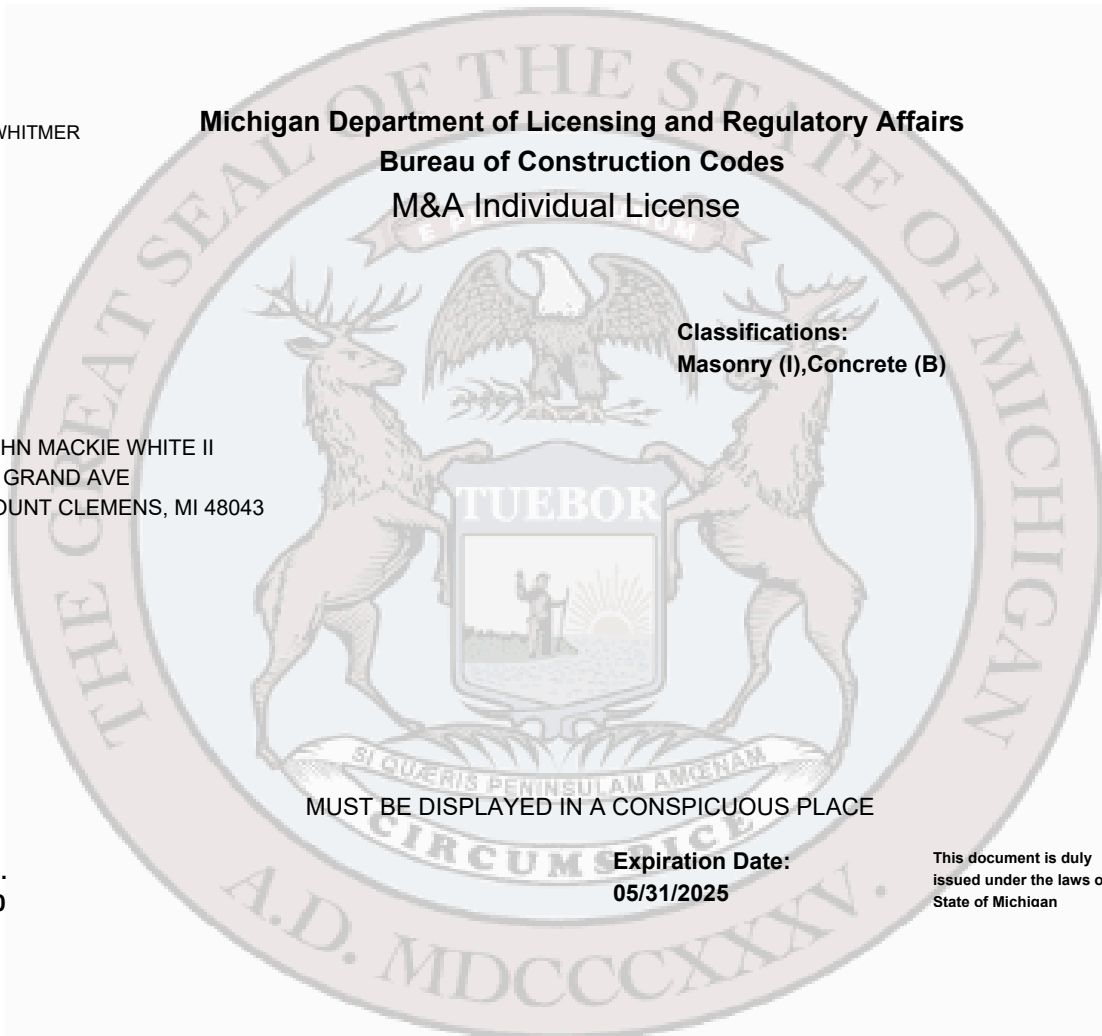 WHITMER
Michigan Department of Licensing and Regulatory Affairs
Bureau of Construction Codes
M&A Individual License
THE GREAT SEAL OF THE STATE OF MICHIGAN
Classifications:
Masonry (I),Concrete (B)
HN MACKIE WHITE II
GRAND AVE
OUNT CLEMENS, MI 48043
TUEBOR
SI QUÆRIS PENINSULAM AMŒNAM
MUST BE DISPLAYED IN A CONSPICUOUS PLACE
CIRCUMSPICE
.
0
Expiration Date:
05/31/2025
This document is duly
issued under the laws o
State of Michigan
A.D. MDCCCXXXV.